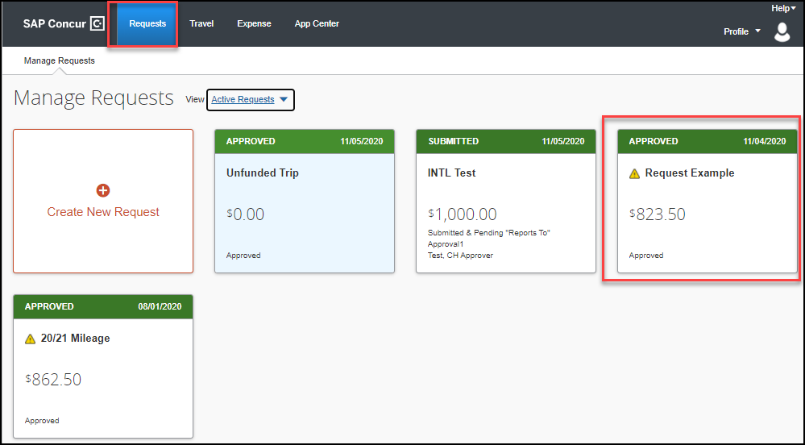 Help
SAP Concur C Requests Travel Expense App Center
Profile
Manage Requests
Manage Requests View Active Requests
Create New Request
APPROVED 11/05/2020
Unfunded Trip
$0.00
Approved
SUBMITTED 11/05/2020
INTL Test
$1,000.00
Submitted & Pending "Reports To"
Approval1
Test, CH Approver
APPROVED 11/04/2020
Request Example
$823.50
Approved
APPROVED 08/01/2020
20/21 Mileage
$862.50
Approved